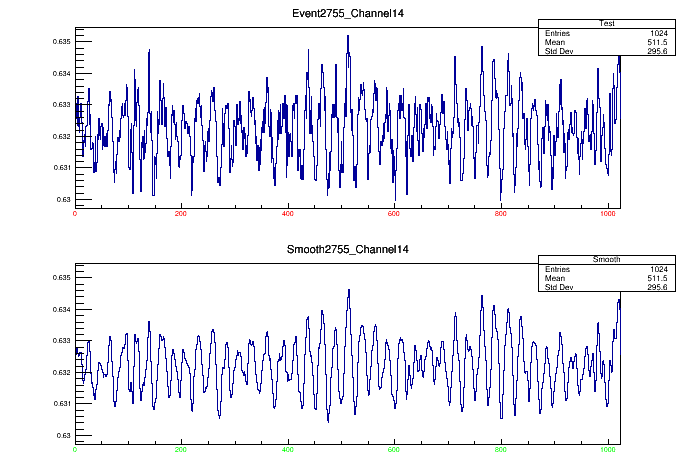 Event2755_Channel14
Test
Entries 1024
Mean 511.5
Std Dev 295.6
0.635
0.634
0.633
0.632
0.631
0.63
0 200 400 600 800 1000
Smooth2755_Channel14
Smooth
Entries 1024
Mean 511.5
Std Dev 295.6
0.635
0.634
0.633
0.632
0.631
0.63
0 200 400 600 800 1000